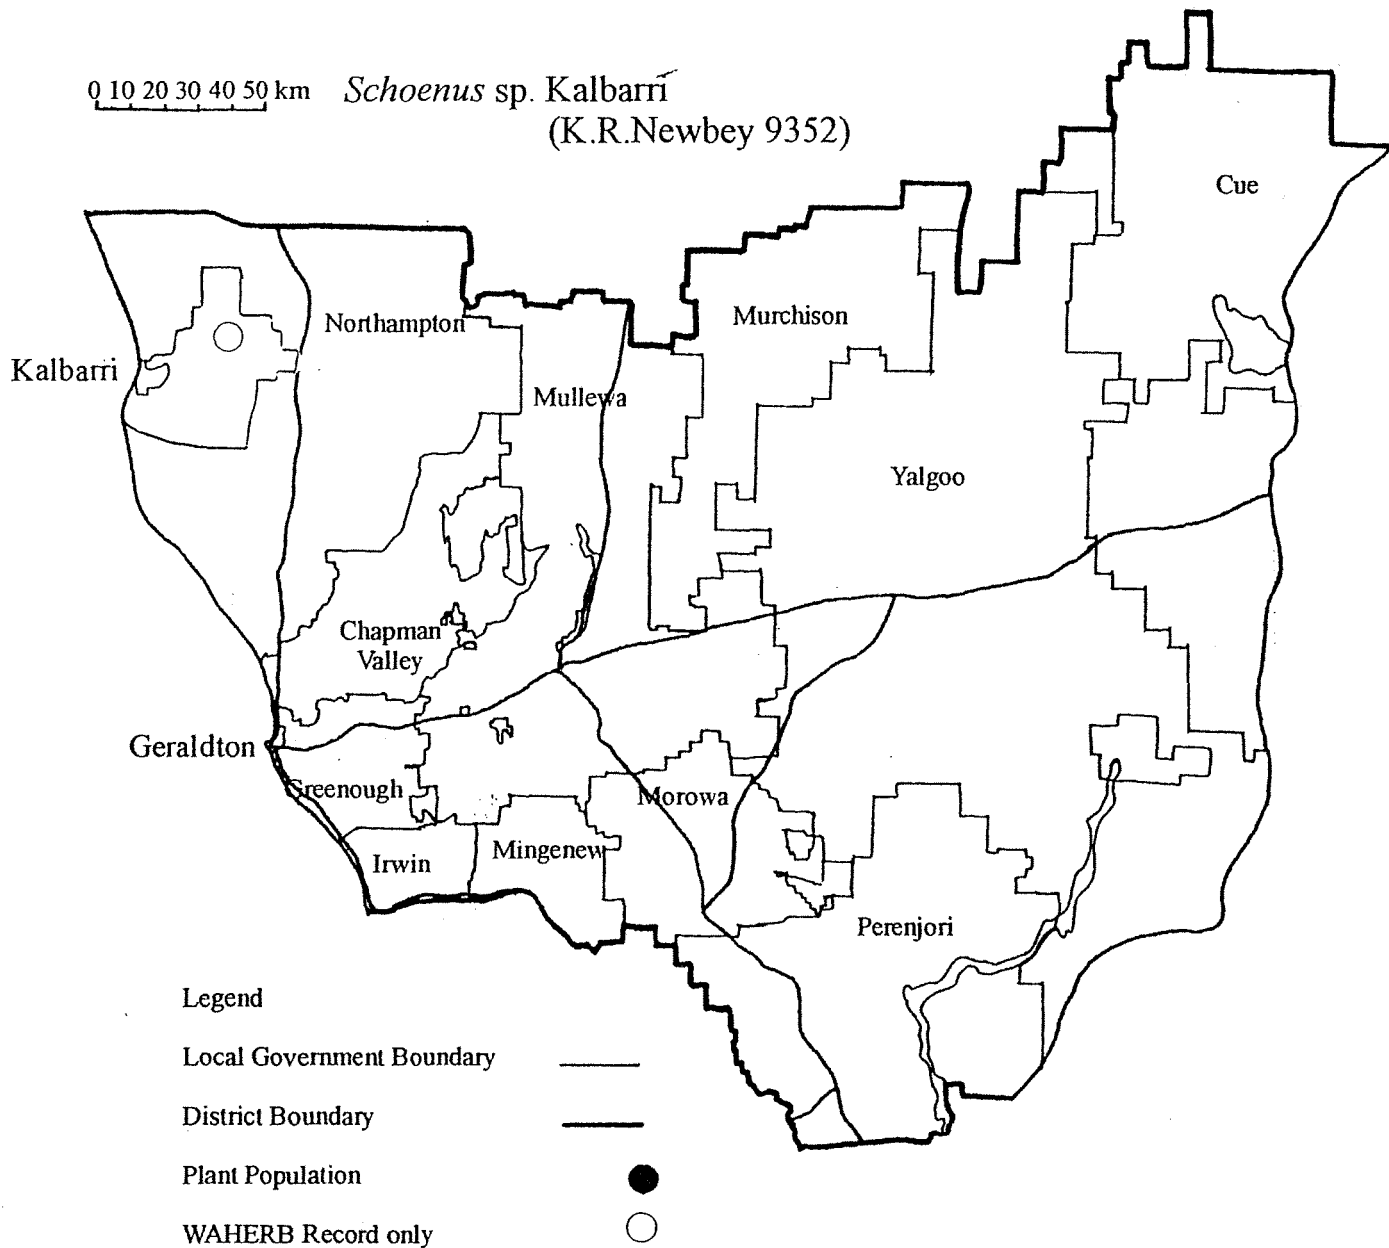 0 10 20 30 40 50 km
Schoenus sp. Kalbarri
(K.R.Newbey 9352)
Cue
Northampton
Murchison
Kalbarri
Mullewa
Yalgoo
Chapman
Valley
Geraldton
Greenough
Morowa
Irwin
Mingenew
Perenjori
Legend
Local Government Boundary
District Boundary
Plant Population
WAHERB Record only